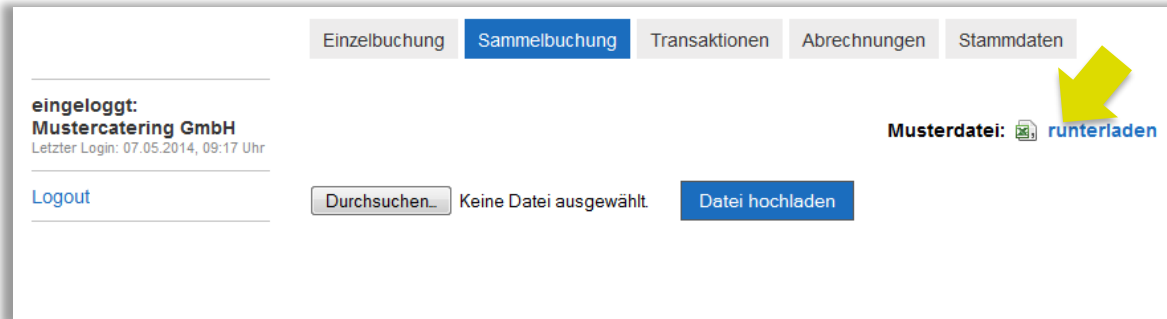 Einzelbuchung Sammelbuchung Transaktionen Abrechnungen Stammdaten
eingeloggt:
Mustercatering GmbH
Letzter Login: 07.05.2014, 09:17 Uhr
Musterdatei: runterladen
Logout
Durchsuchen... Keine Datei ausgewählt. Datei hochladen